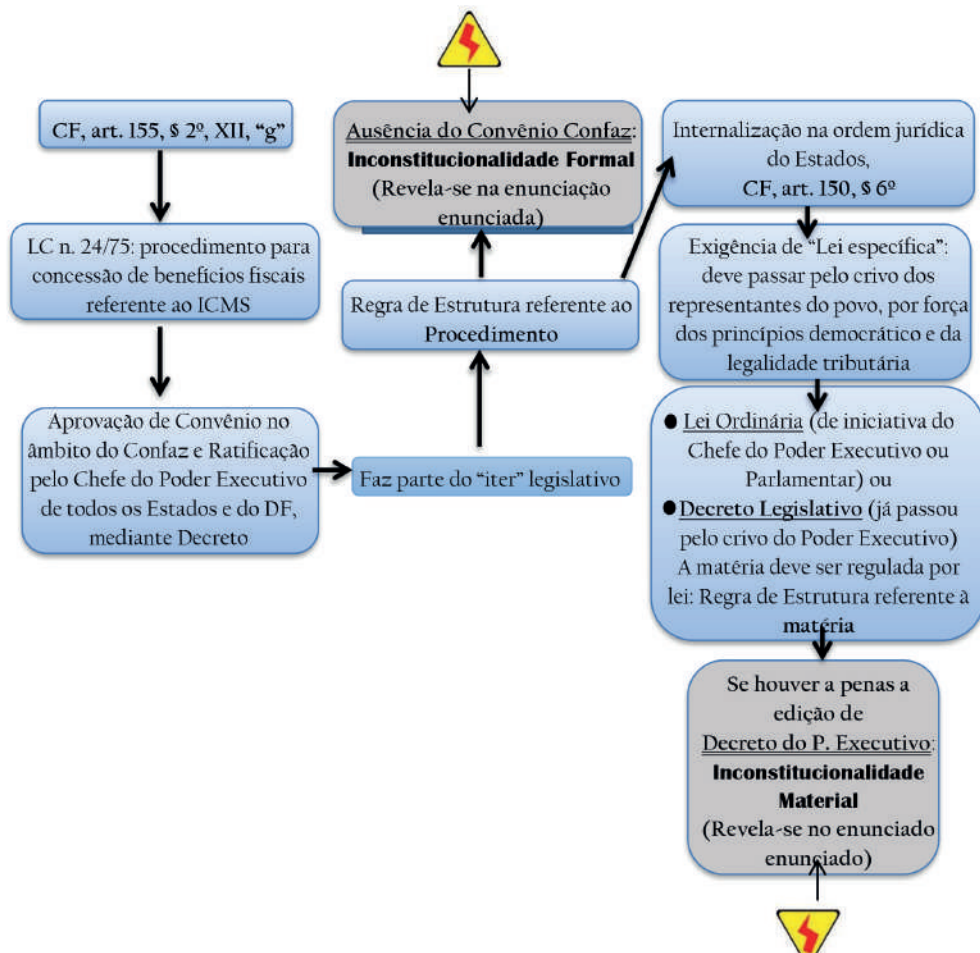 CF, art. 155, § 2º, XII, “g”
LC n. 24/75: procedimento para
concessão de benefícios fiscais
referente ao ICMS
Aprovação de Convênio no
âmbito do Confaz e Ratificação
pelo Chefe do Poder Executivo
de todos os Estados e do DF,
mediante Decreto
Faz parte do “iter” legislativo
Regra de Estrutura referente ao
Procedimento
Ausência do Convênio Confaz:
Inconstitucionalidade Formal
(Revela-se na enunciação
enunciada)
Internalização na ordem jurídica
do Estados,
CF, art. 150, § 6º
Exigência de “Lei específica”:
deve passar pelo crivo dos
representantes do povo, por força
dos princípios democrático e da
legalidade tributária
● Lei Ordinária (de iniciativa do
Chefe do Poder Executivo ou
Parlamentar) ou
● Decreto Legislativo (já passou
pelo crivo do Poder Executivo)
A matéria deve ser regulada por
lei: Regra de Estrutura referente à
matéria
Se houver a penas a
edição de
Decreto do P. Executivo:
Inconstitucionalidade
Material
(Revela-se no enunciado
enunciado)